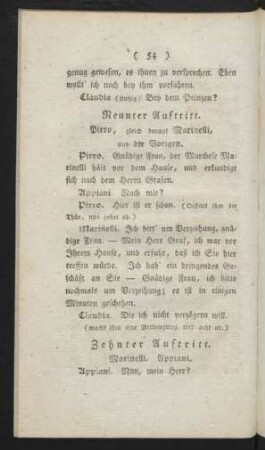 ( 54 )
genug gewesen, es ihnen zu versprechen. Eben
wollt' ich noch bey ihm vorfahren.
Claudia (stutzig) Bey dem Prinzen?
Neunter Auftritt.
Pirro, gleich darauf Marinelli,
und die Vorigen.
Pirro. Gnädige Frau, der Marchese Ma-
rinelli hält vor dem Hause, und erkundigt
sich nach dem Herrn Grafen.
Appiani Nach mir?
Pirro. Hier ist er schon. (Oefnet ihm die
Thüre, und gehet ab.)
Marinelli. Ich bitt' um Verzeihung, gnä-
dige Frau. — Mein Herr Graf, ich war vor
Ihrem Hause, und erfuhr, daß ich Sie hier
treffen würde. Ich hab' ein dringendes Ge-
schäft an Sie — Gnädige Frau, ich bitte
nochmals um Verzeihung; es ist in einigen
Minuten geschehen.
Claudia. Die ich nicht verzögern will.
(macht ihm eine Verbeugung, und geht ab.)
Zehnter Auftritt.
Marinelli. Appiani.
Appiani. Nun, mein Herr?